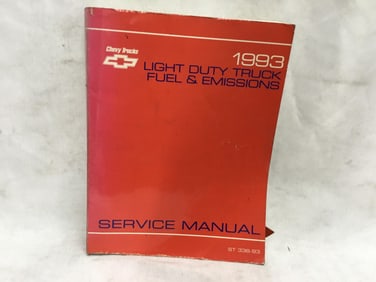 Chevy Trucks
1993
LIGHT DUTY TRUCK
FUEL & EMISSIONS
SERVICE MANUAL
ST 336-93